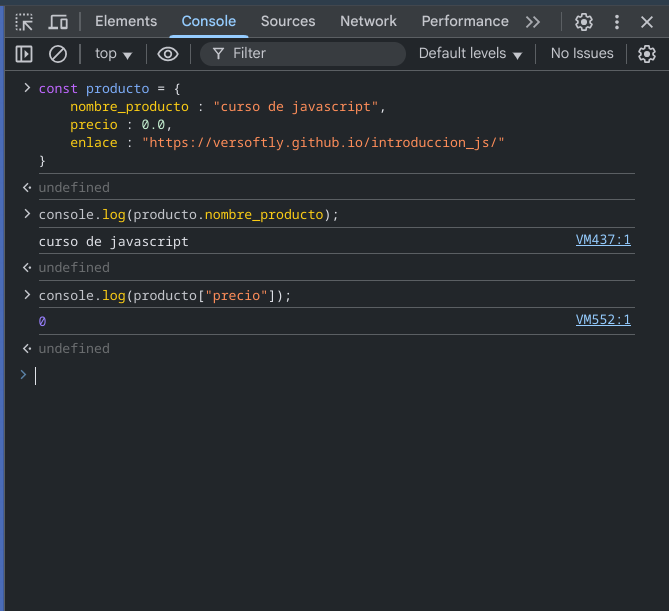 Elements Console Sources Network Performance
top Filter Default levels No Issues
const producto = {
nombre_producto : "curso de javascript",
precio : 0.0,
enlace : "https://versoftly.github.io/introduccion_js/"
}
undefined
console.log(producto.nombre_producto);
curso de javascript VM437:1
undefined
console.log(producto["precio"]);
0 VM552:1
undefined